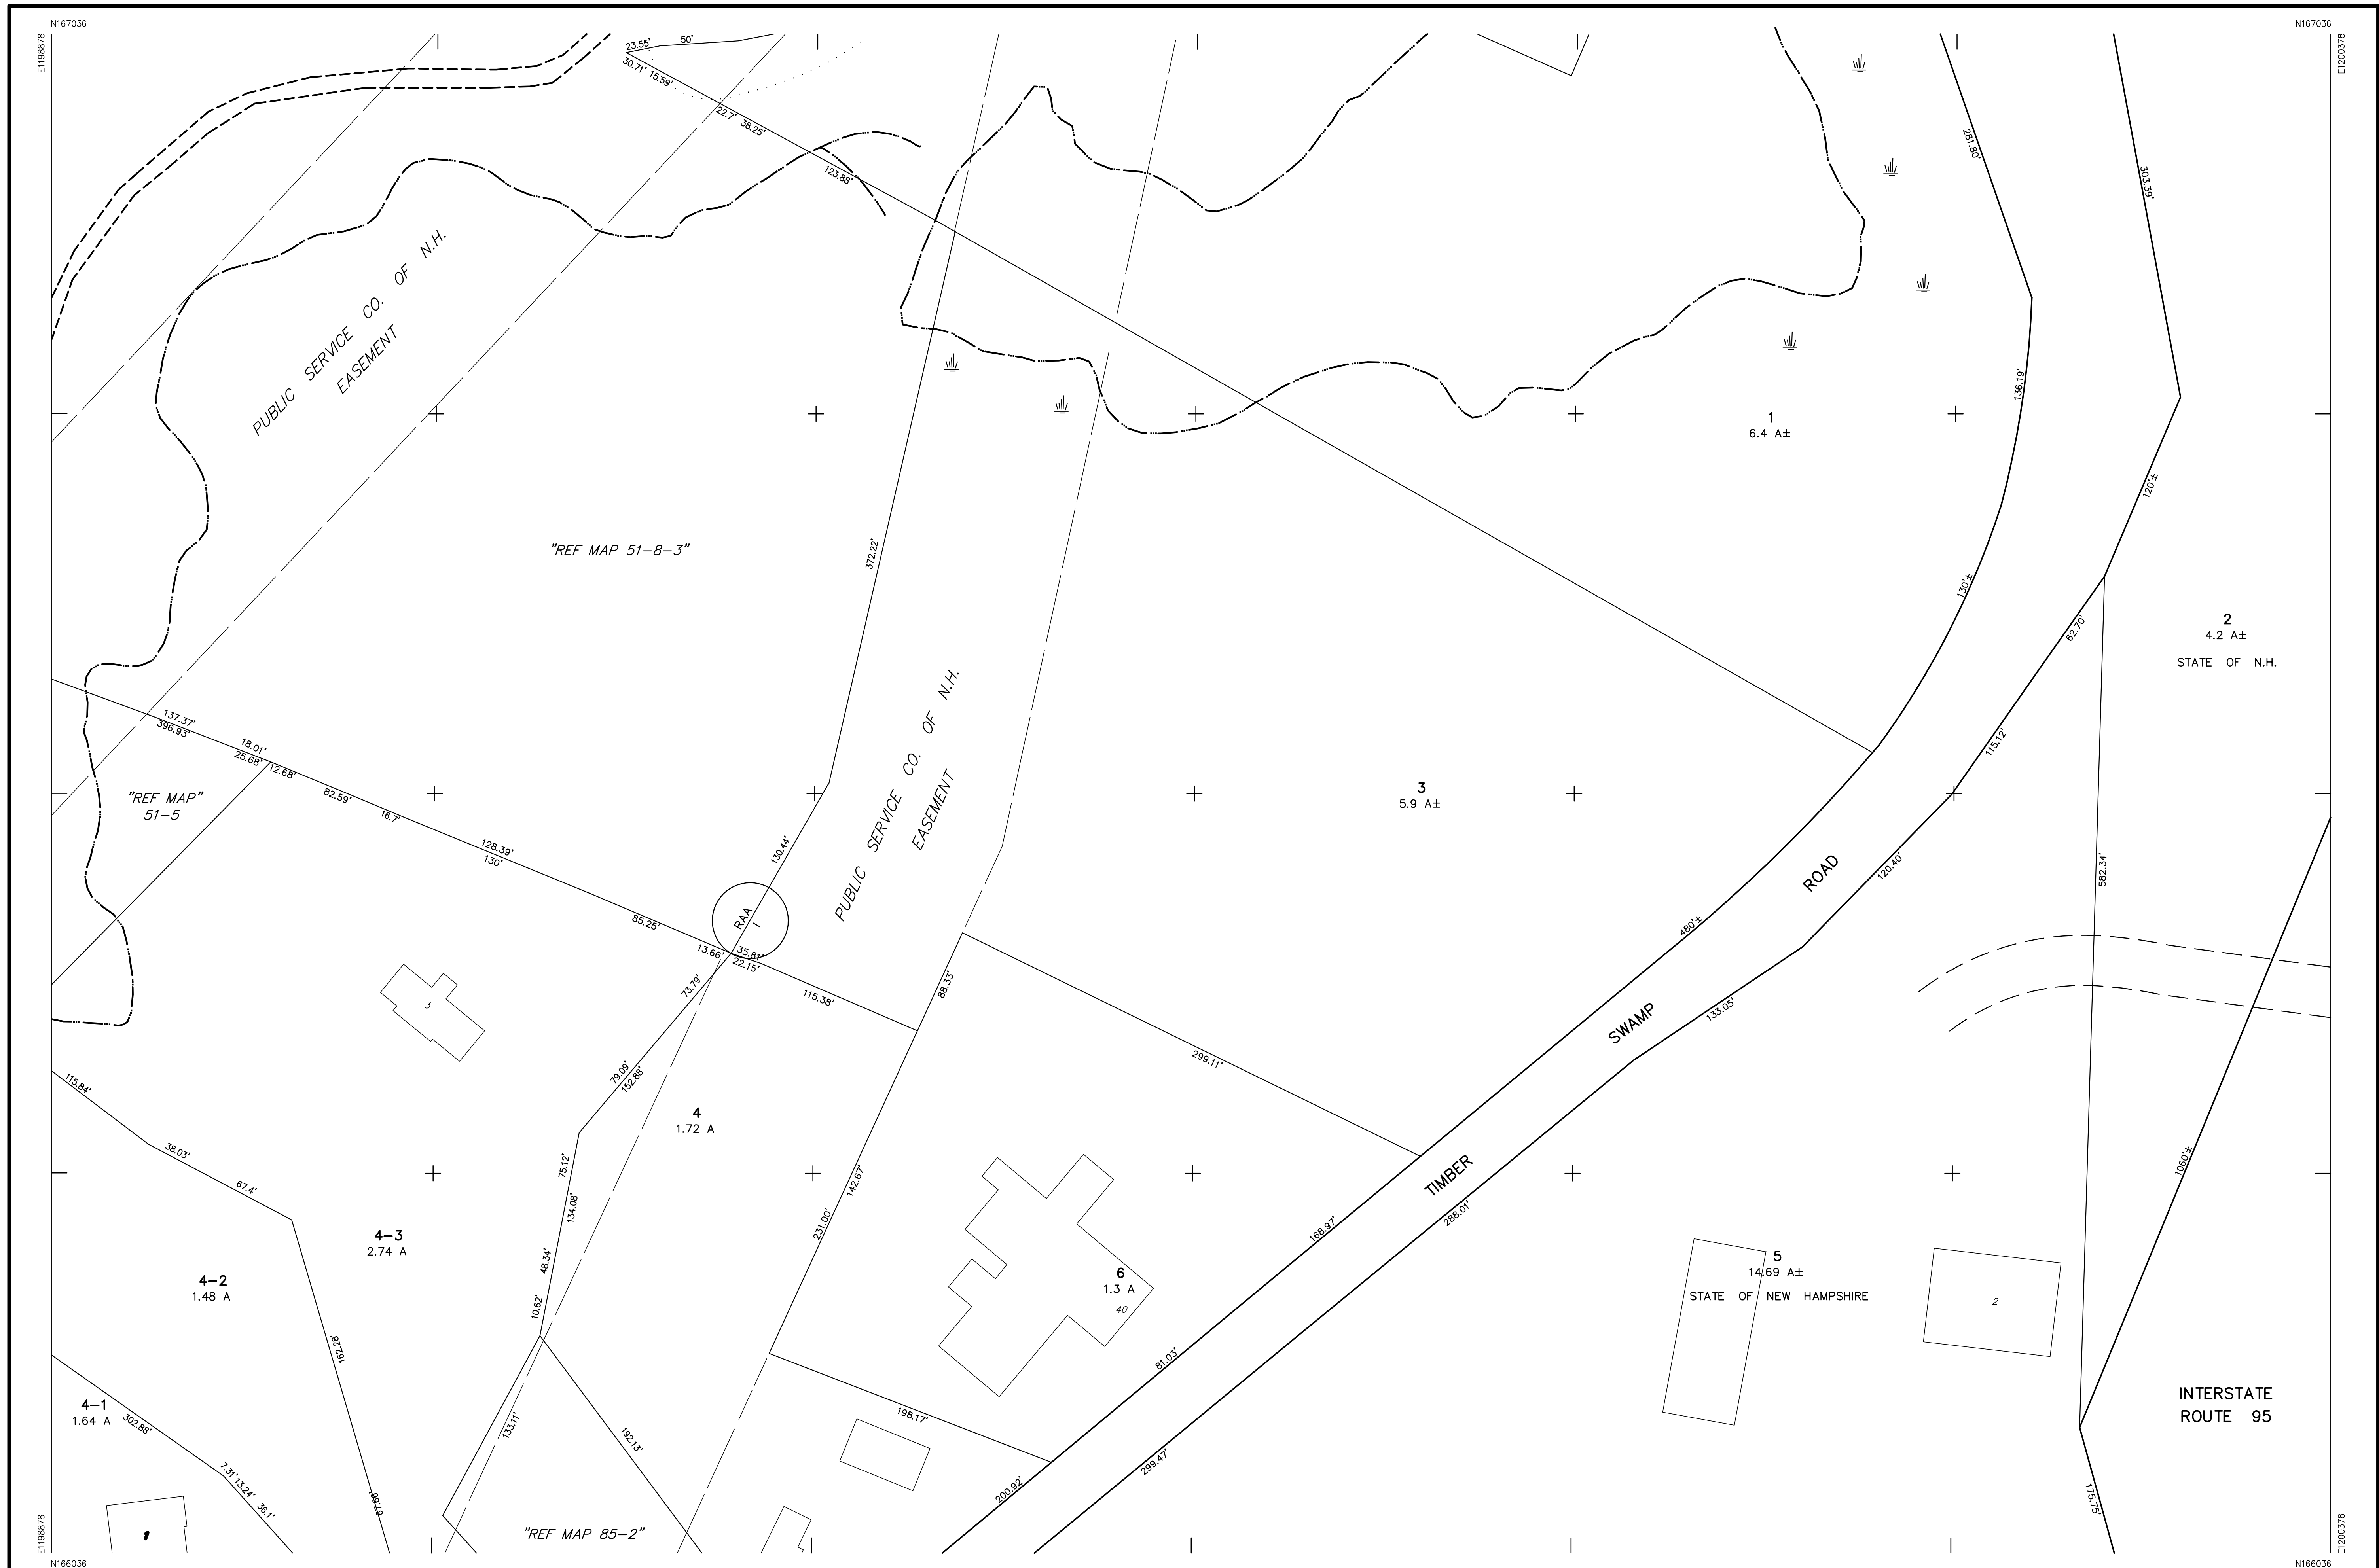 N167036
N167036
E1198878
E1200378
23.55'
50'
30.71'
15.59'
22.7'
38.25'
123.88'
281.80'
303.39'
PUBLIC SERVICE CO. OF N.H.
EASEMENT
136.19'
1
6.4 A±
120'±
"REF MAP 51-8-3"
372.22'
130'±
62.70'
2
4.2 A±
STATE OF N.H.
137.37'
396.93'
18.01'
25.68'
12.68'
82.59'
16.7'
128.39'
130'
115.12'
"REF MAP"
51-5
3
5.9 A±
130.44'
PUBLIC SERVICE CO. OF N.H.
EASEMENT
120.40'
582.34'
85.25'
RAA
1
13.66'
35.81'
22.15'
115.38'
88.33'
73.79'
480'±
TIMBER SWAMP ROAD
133.05'
3
299.11'
79.09'
152.88'
115.84'
38.03'
67.4'
4
1.72 A
75.12'
134.08'
142.67'
231.00'
168.97'
288.01'
1060'±
4-3
2.74 A
4-2
1.48 A
48.34'
10.62'
6
1.3 A
40
5
14.69 A±
STATE OF NEW HAMPSHIRE
2
162.28'
81.03'
4-1
1.64 A
302.88'
133.11'
192.13'
198.17'
INTERSTATE
ROUTE 95
7.31'
13.24'
36.1'
67.66'
200.92'
299.47'
175.75'
1
"REF MAP 85-2"
E1198878
E1200378
N166036
N166036